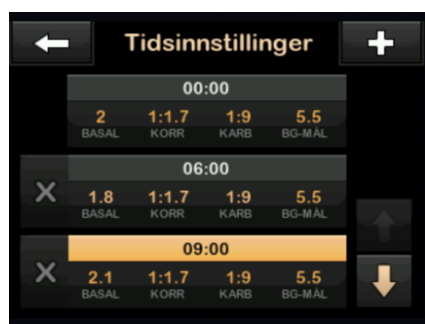 Tidsinnstillinger
00:00
2 1:1.7 1:9 5.5
BASAL KORR KARB BG-MÅL
06:00
1.8 1:1.7 1:9 5.5
BASAL KORR KARB BG-MÅL
09:00
2.1 1:1.7 1:9 5.5
BASAL KORR KARB BG-MÅL